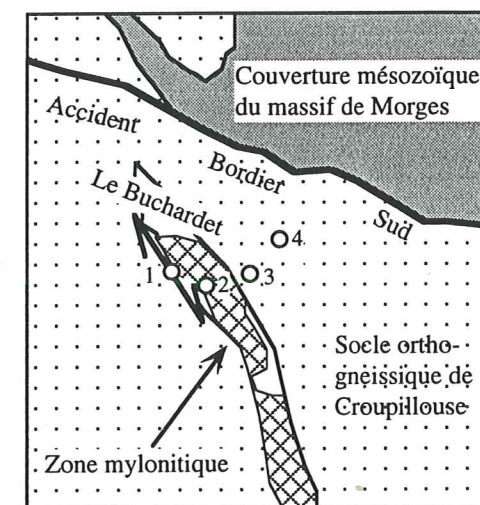 Couverture mésozoïque
du massif de Morges
Accident
Bordier
Sud
Le Buchardet
4
1
2
3
Socle ortho-
gneissique de
Croupillouse
Zone mylonitique